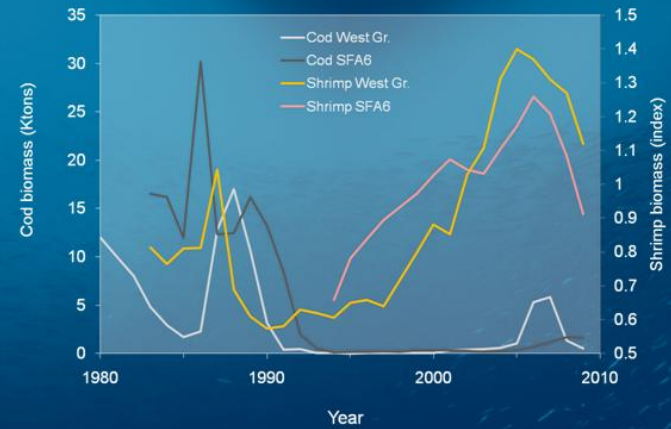 35
30
25
20
15
10
5
0
Cod biomass (Ktons)
Cod West Gr.
Cod SFA6
Shrimp West Gr.
Shrimp SFA6
1.5
1.4
1.3
1.2
1.1
1
0.9
0.8
0.7
0.6
0.5
Shrimp biomass (index)
1980 1990 2000 2010
Year